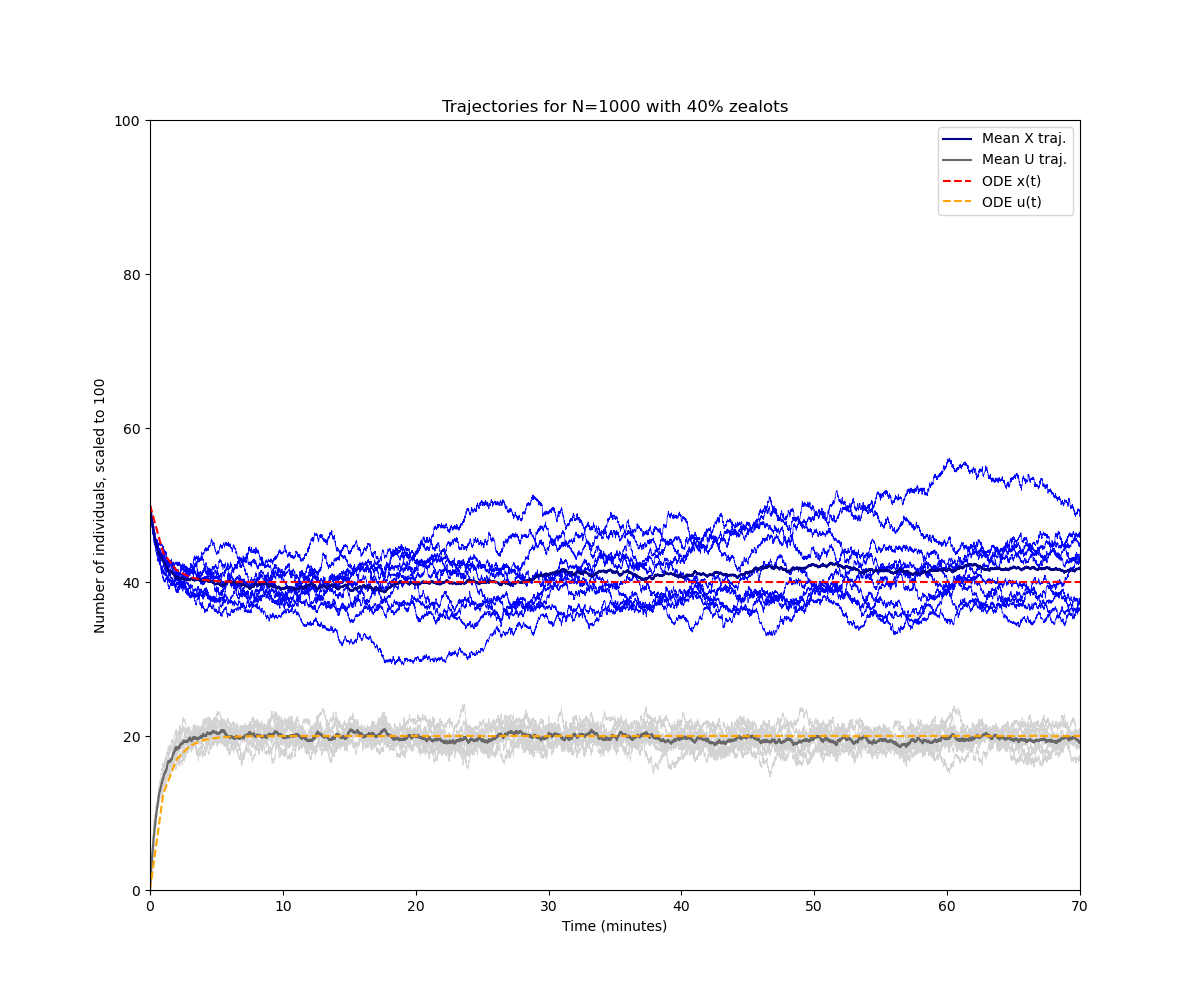 Trajectories for N=1000 with 40% zealots
100
80
60
40
20
0
Number of individuals, scaled to 100
Mean X traj.
Mean U traj.
ODE x(t)
ODE u(t)
0 10 20 30 40 50 60 70
Time (minutes)